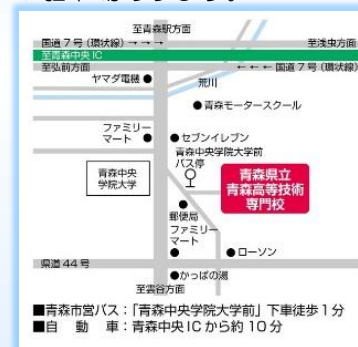 至青森駅方面
国道7号（環状線）→→→
至浅虫方面
至青森中央IC
至弘前方面
←←←国道7号（環状線）
ヤマダ電機
荒川
青森モータースクール
ファミリー
マート
セブンイレブン
青森中央学院大学前
バス停
青森中央
学院大学
青森県立
青森高等技術
専門校
郵便局
ファミリー
マート
ローソン
県道44号
かっぱの湯
至雲谷方面
■青森市営バス：「青森中央学院大学前」下車徒歩1分
■自動車：青森中央ICから約10分